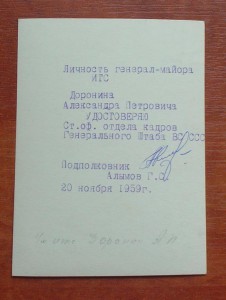 Личность генерал-майора
ИТС
Доронина
Александра Петровича
УДОСТОВЕРЯЮ
Ст.оф. отдела кадров
Генерального Штаба ВС СССР
Подполковник
Алымов Г.С.
20 ноября 1959г.